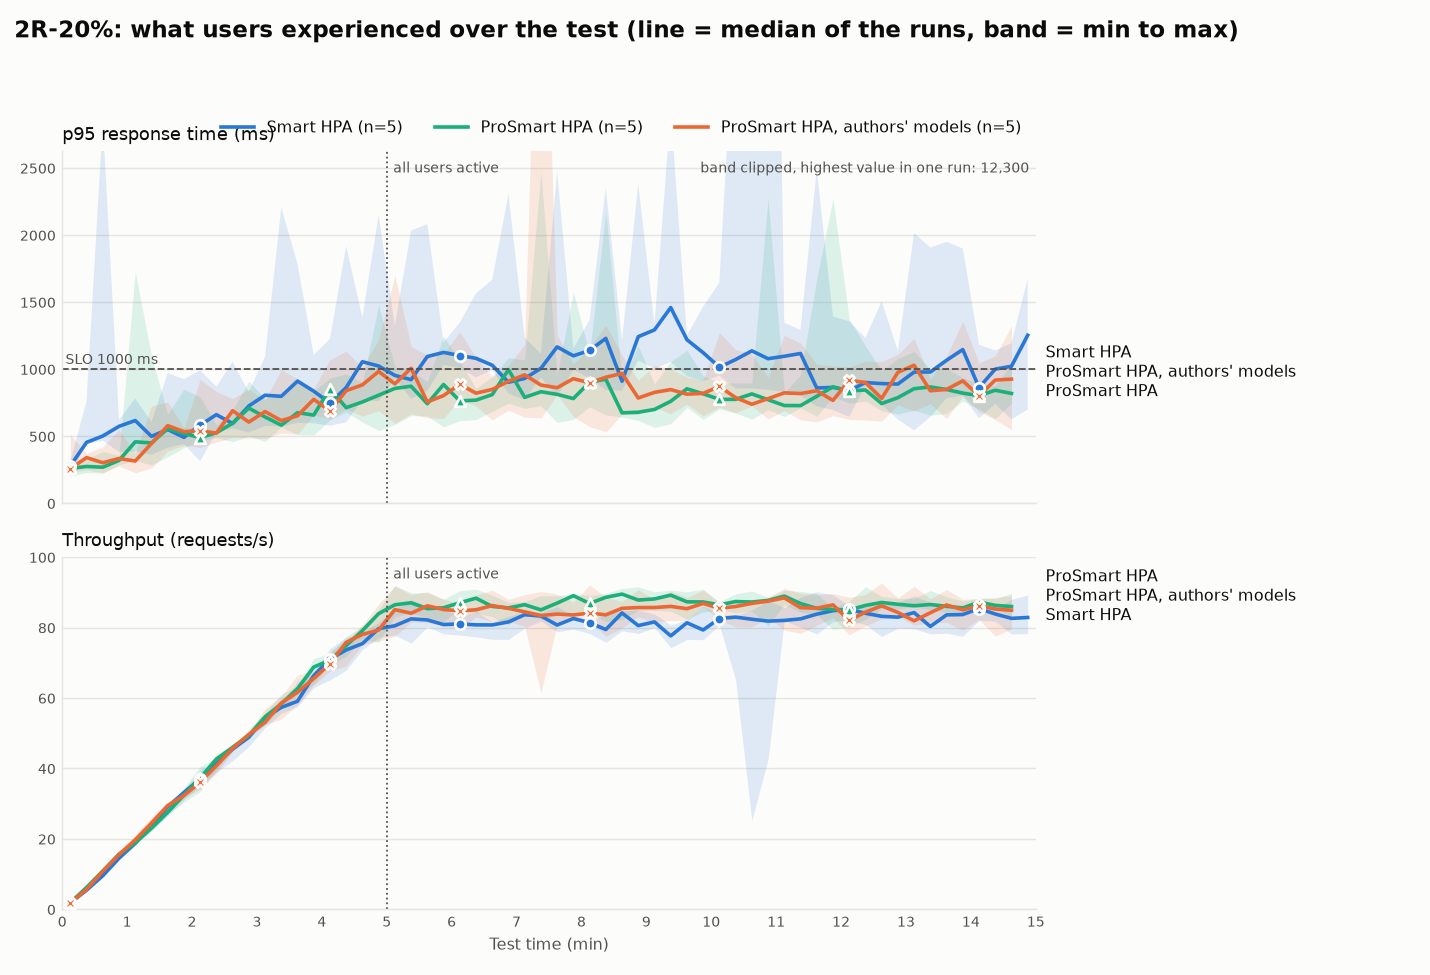 2R-20%: what users experienced over the test (line = median of the runs, band = min to max)
Smart HPA (n=5) ProSmart HPA (n=5) ProSmart HPA, authors' models (n=5)
p95 response time (ms)
2500 all users active band clipped, highest value in one run: 12,300
2000
1500
SLO 1000 ms
1000
500
0
Smart HPA
ProSmart HPA, authors' models
ProSmart HPA
Throughput (requests/s)
100
all users active
80
60
40
20
0
ProSmart HPA
ProSmart HPA, authors' models
Smart HPA
0 1 2 3 4 5 6 7 8 9 10 11 12 13 14 15
Test time (min)